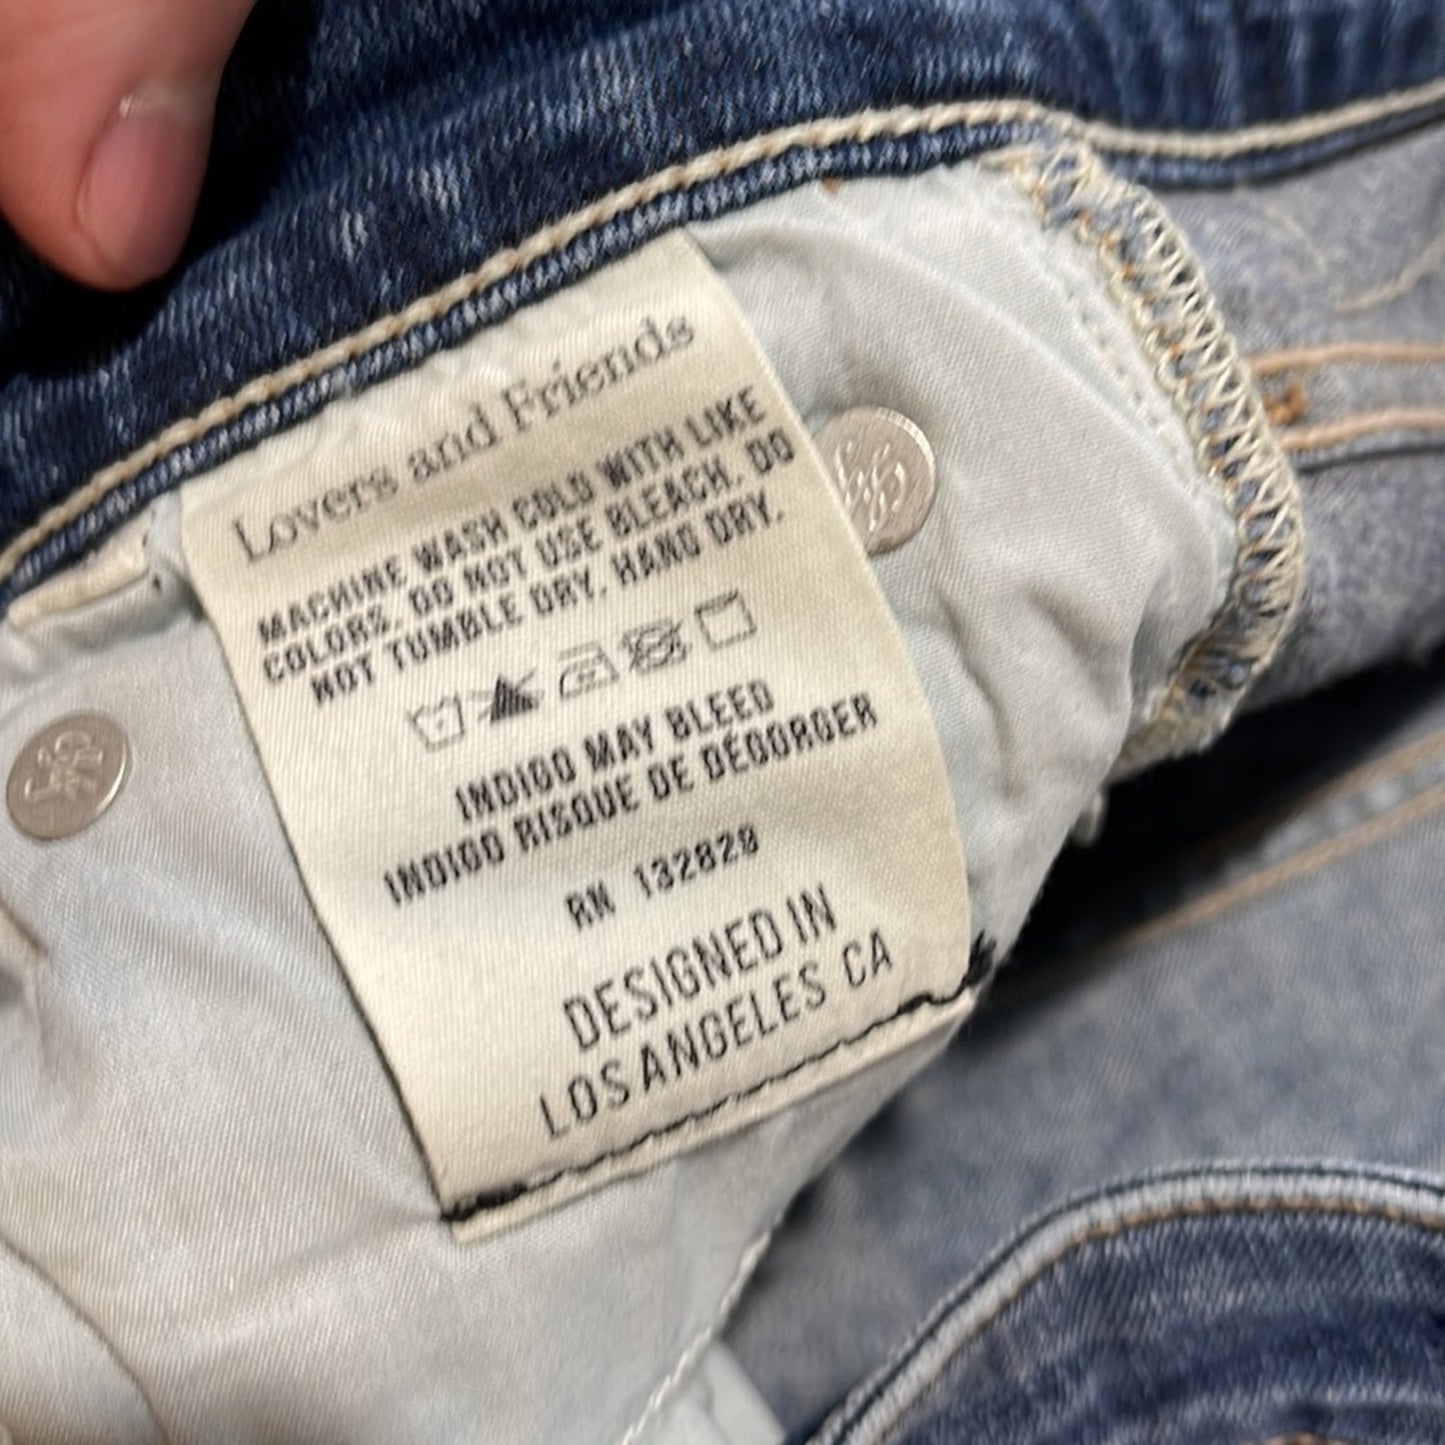 Lovers and Friends
MACHINE WASH COLD WITH LIKE
COLORS. DO NOT USE BLEACH. DO
NOT TUMBLE DRY. HANG DRY.
INDIGO MAY BLEED
INDIGO RISQUE DE DÉGORGER
RN 132829
DESIGNED IN
LOS ANGELES CA